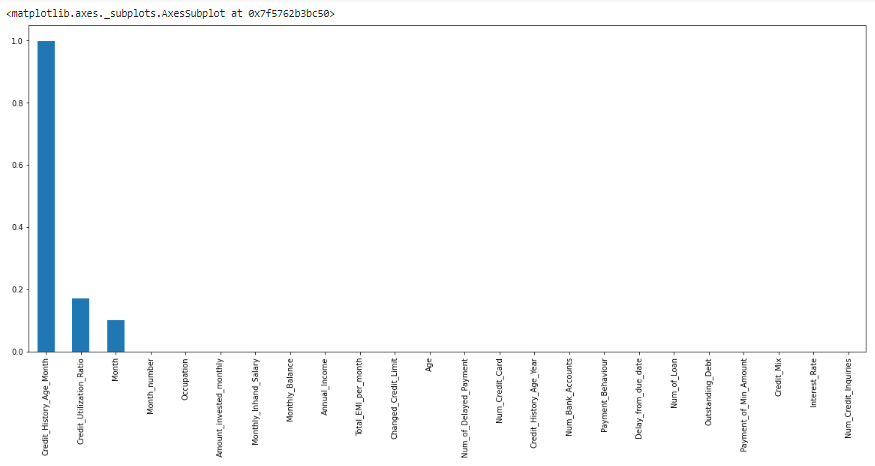 <matplotlib.axes._subplots.AxesSubplot at 0x7f5762b3bc50>
1.0
0.8
0.6
0.4
0.2
0.0
Credit_History_Age_Month
Credit_Utilization_Ratio
Month
Month_number
Occupation
Amount_invested_monthly
Monthly_Inhand_Salary
Monthly_Balance
Annual_Income
Total_EMI_per_month
Changed_Credit_Limit
Age
Num_of_Delayed_Payment
Num_Credit_Card
Credit_History_Age_Year
Num_Bank_Accounts
Payment_Behaviour
Delay_from_due_date
Num_of_Loan
Outstanding_Debt
Payment_of_Min_Amount
Credit_Mix
Interest_Rate
Num_Credit_Inquiries